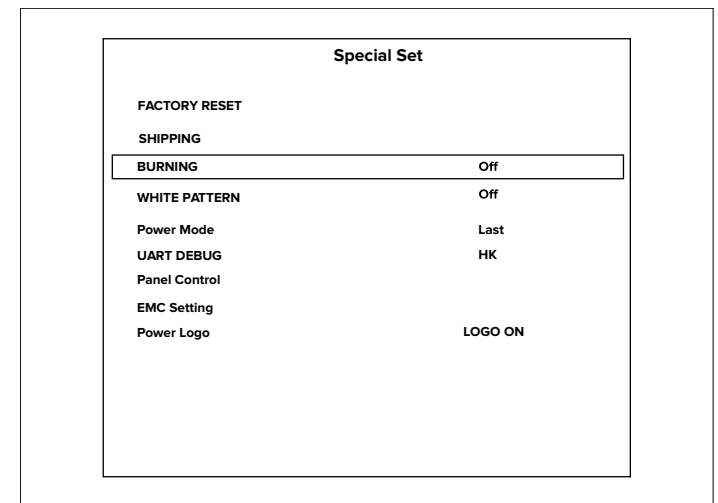 Special Set
FACTORY RESET
SHIPPING
BURNING Off
WHITE PATTERN Off
Power Mode Last
UART DEBUG HK
Panel Control
EMC Setting
Power Logo LOGO ON